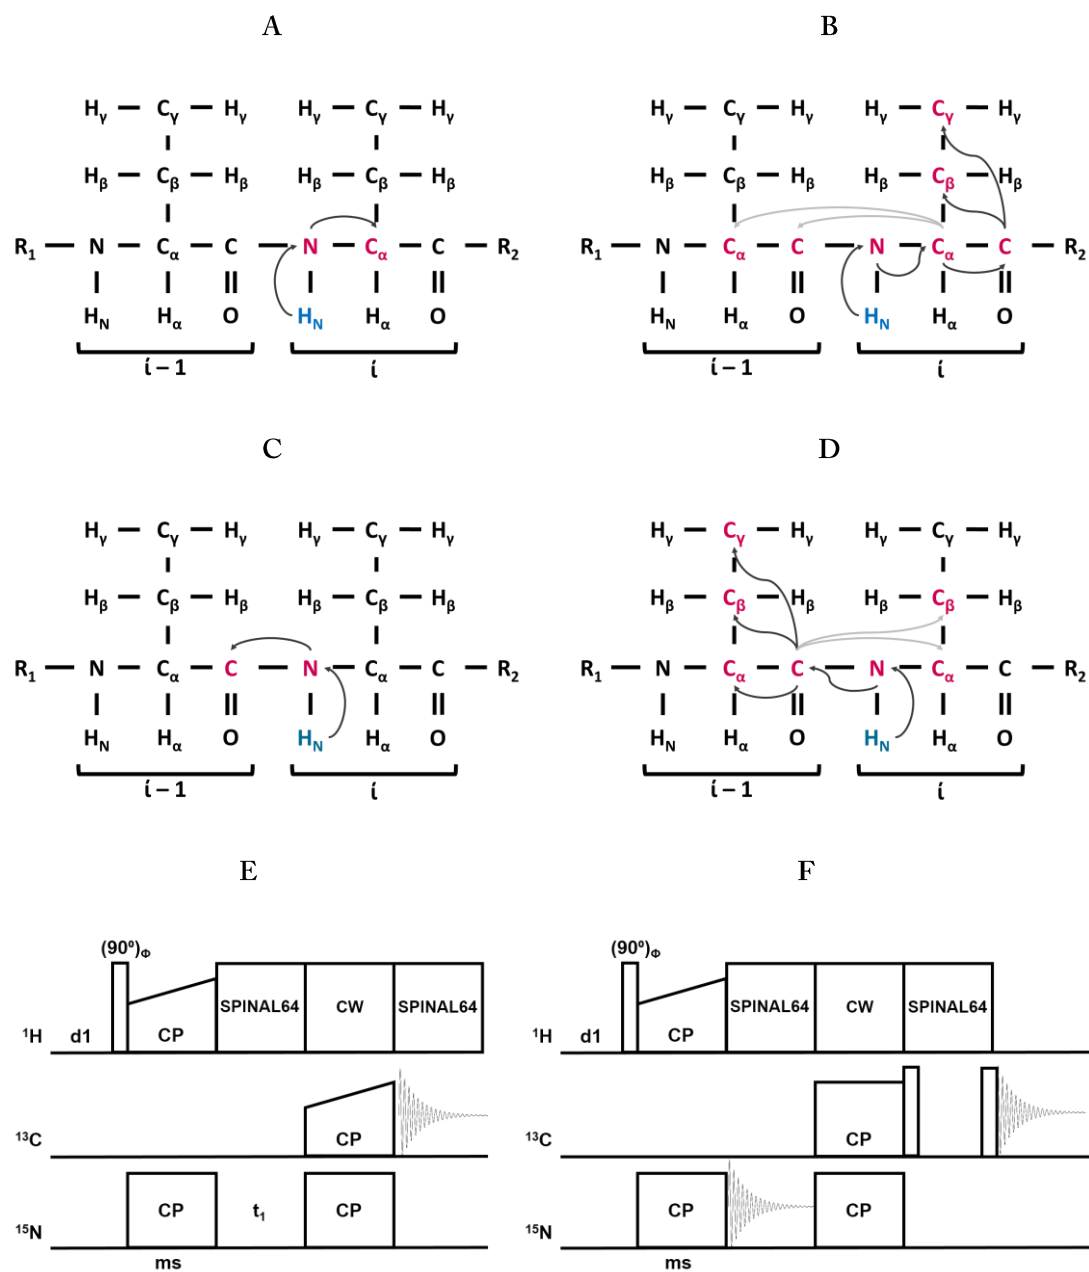 A B
Hγ Cγ Hγ Hγ Cγ Hγ Hγ Cγ Hγ Hγ Cγ Hγ
Hβ Cβ Hβ Hβ Cβ Hβ Hβ Cβ Hβ Hβ Cβ Hβ
R1 N Cα C N Cα C R2 R1 N Cα C N Cα C R2
HN Hα O HN Hα O HN Hα O HN Hα O
i – 1 i i – 1 i
C D
Hγ Cγ Hγ Hγ Cγ Hγ Hγ Cγ Hγ Hγ Cγ Hγ
Hβ Cβ Hβ Hβ Cβ Hβ Hβ Cβ Hβ Hβ Cβ Hβ
R1 N Cα C N Cα C R2 R1 N Cα C N Cα C R2
HN Hα O HN Hα O HN Hα O HN Hα O
i – 1 i i – 1 i
E F
(90º)Φ (90º)Φ
SPINAL64 CW SPINAL64 SPINAL64 CW SPINAL64
¹H d1 CP ¹H d1 CP
¹³C CP ¹³C CP
¹⁵N CP t₁ CP ¹⁵N CP CP
ms ms